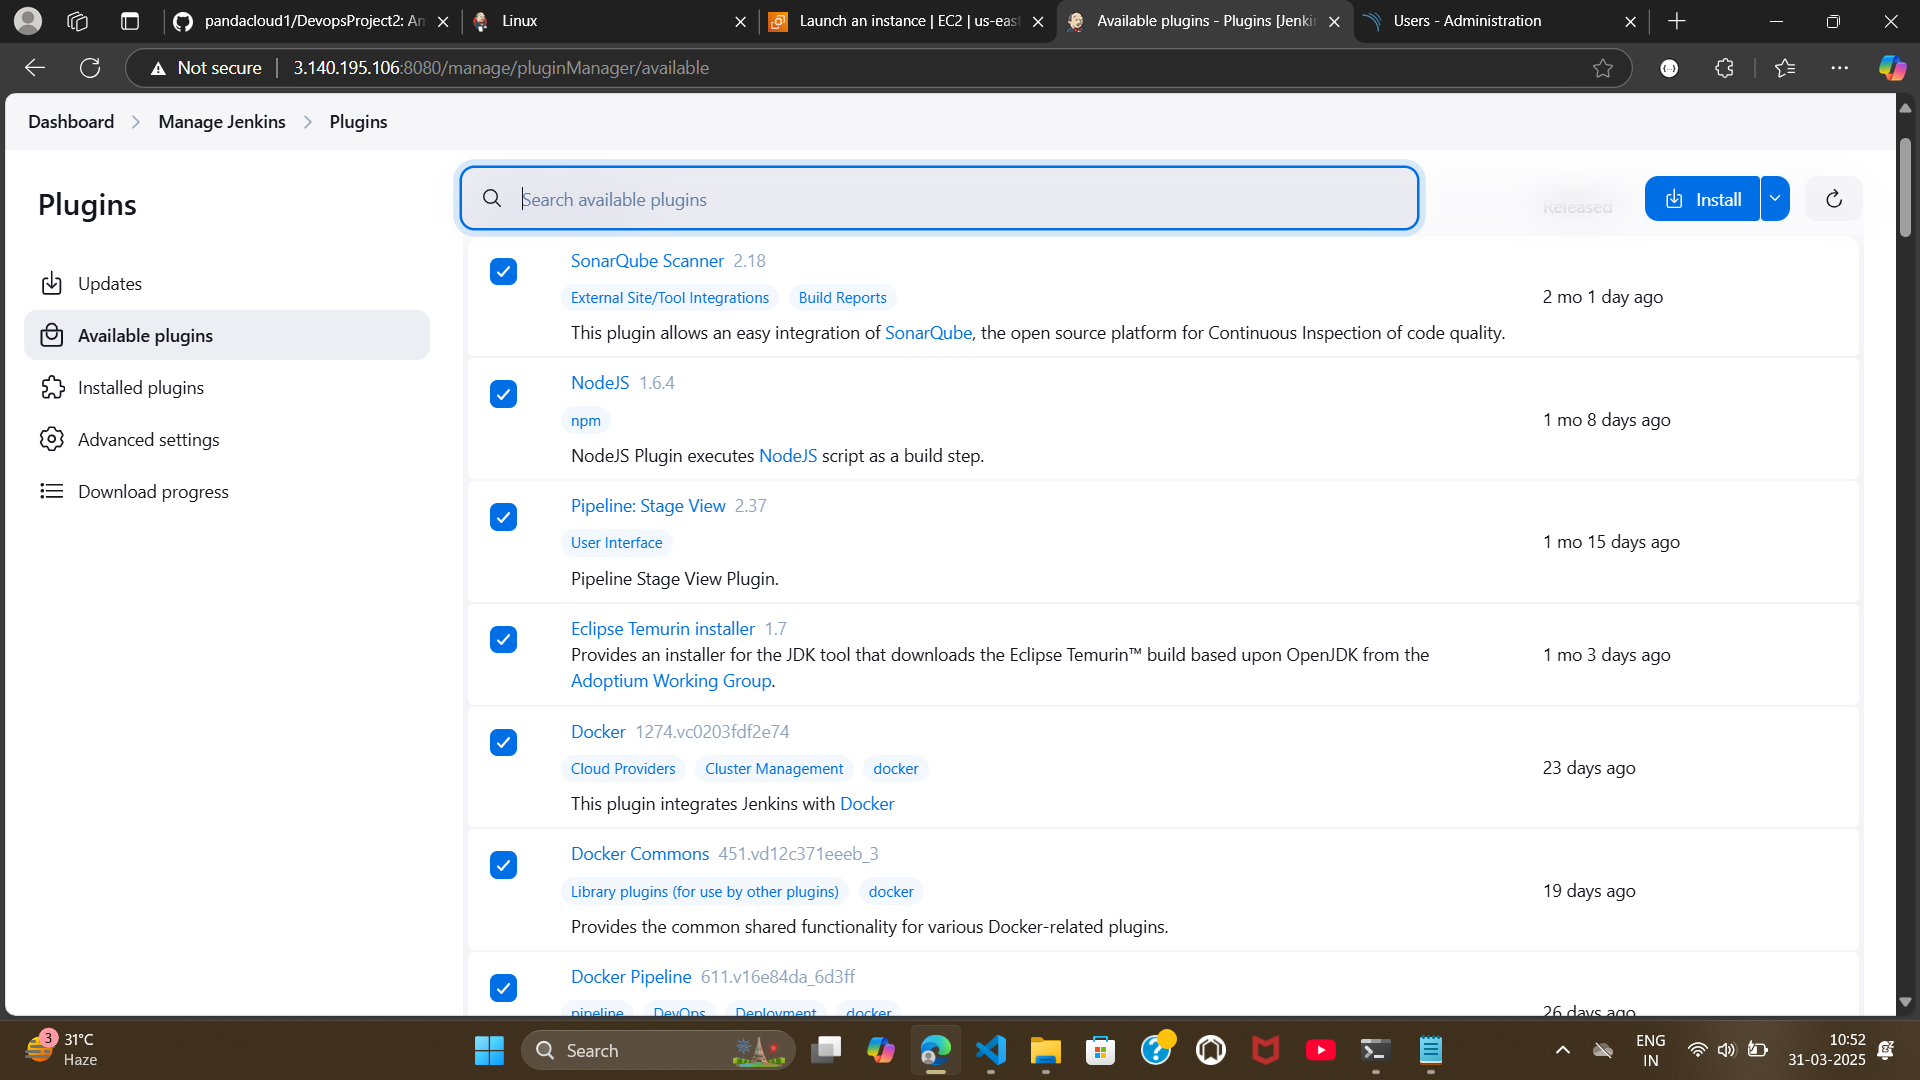 pandacloud1/DevopsProject2: Am
Linux
Launch an instance | EC2 | us-east
Available plugins - Plugins [Jenkin
Users - Administration
Not secure
3.140.195.106:8080/manage/pluginManager/available
Dashboard
Manage Jenkins
Plugins
Plugins
Search available plugins
Released
Install
Updates
Available plugins
Installed plugins
Advanced settings
Download progress
SonarQube Scanner 2.18
External Site/Tool Integrations Build Reports
This plugin allows an easy integration of SonarQube, the open source platform for Continuous Inspection of code quality.
2 mo 1 day ago
NodeJS 1.6.4
npm
NodeJS Plugin executes NodeJS script as a build step.
1 mo 8 days ago
Pipeline: Stage View 2.37
User Interface
Pipeline Stage View Plugin.
1 mo 15 days ago
Eclipse Temurin installer 1.7
Provides an installer for the JDK tool that downloads the Eclipse Temurin™ build based upon OpenJDK from the
Adoptium Working Group.
1 mo 3 days ago
Docker 1274.vc0203fdf2e74
Cloud Providers Cluster Management docker
This plugin integrates Jenkins with Docker
23 days ago
Docker Commons 451.vd12c371eeeb_3
Library plugins (for use by other plugins) docker
Provides the common shared functionality for various Docker-related plugins.
19 days ago
Docker Pipeline 611.v16e84da_6d3ff
pipeline DevOps Deployment docker
26 days ago
3
31°C
Haze
Search
ENG
IN
10:52
31-03-2025